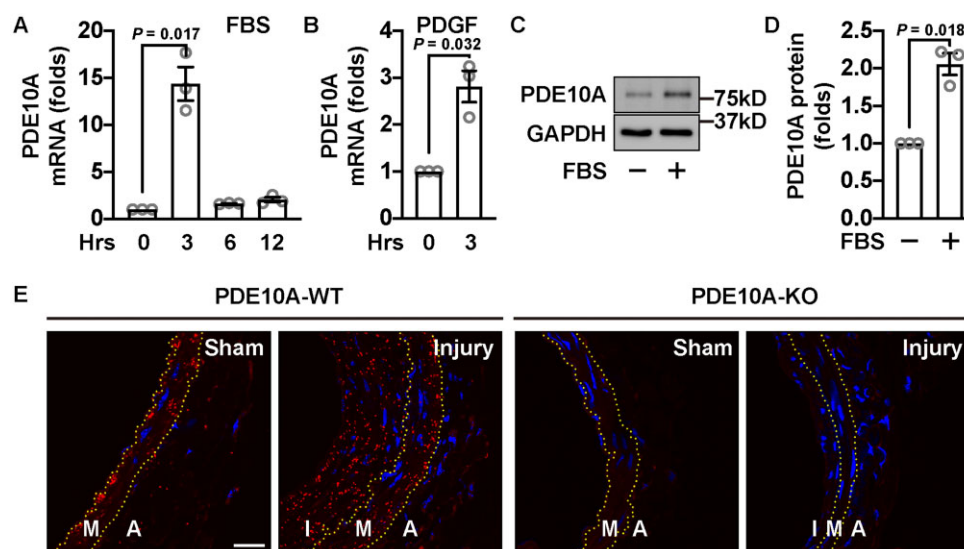 A
FBS
P = 0.017
PDE10A
mRNA (folds)
20
15
10
5
0
Hrs 0 3 6 12
B
PDGF
P = 0.032
PDE10A
mRNA (folds)
4
3
2
1
0
Hrs 0 3
C
PDE10A
75kD
37kD
GAPDH
FBS − +
D
P = 0.018
PDE10A protein
(folds)
2.5
2.0
1.5
1.0
0.5
0.0
FBS − +
E
PDE10A-WT PDE10A-KO
Sham Injury Sham Injury
M A I M A M A I M A